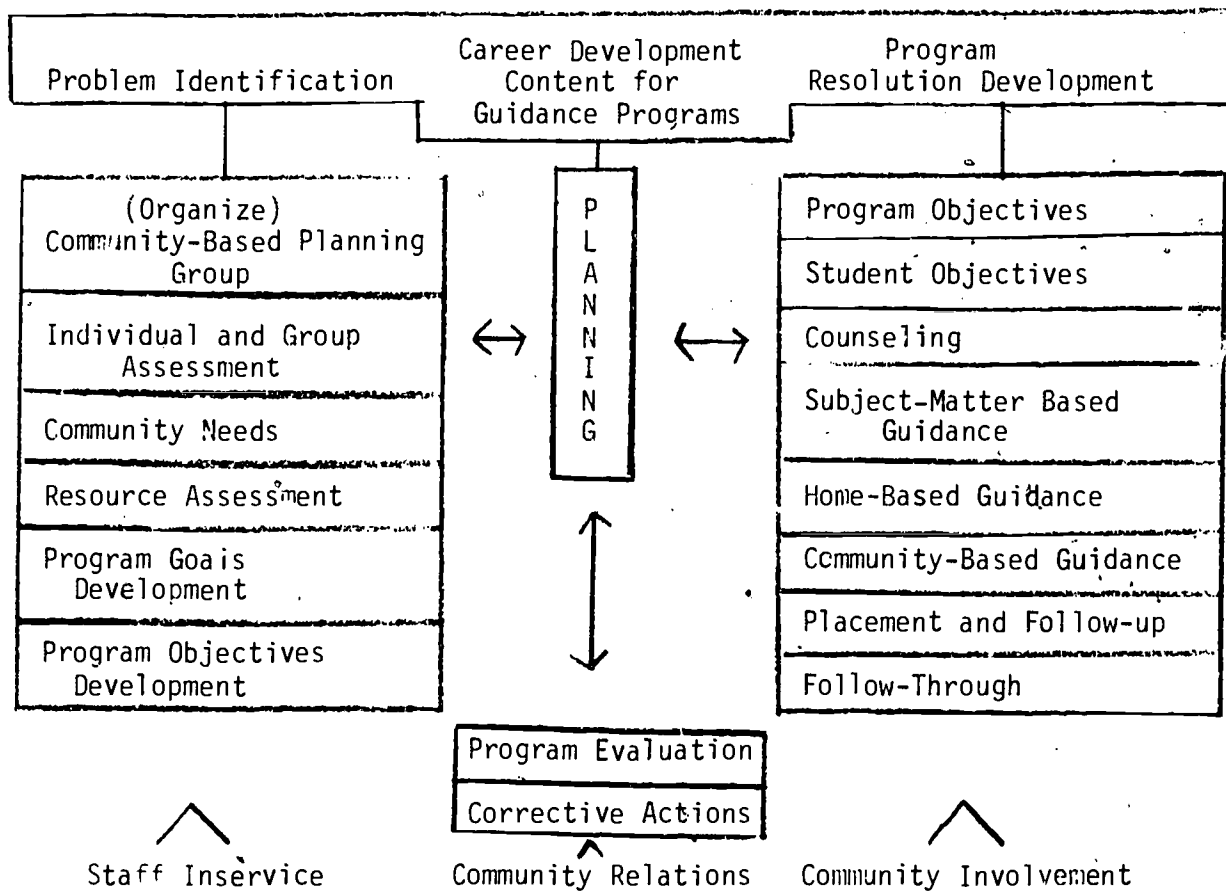 Problem Identification
Career Development
Content for
Guidance Programs
Program
Resolution Development
(Organize)
Community-Based Planning
Group
Individual and Group
Assessment
Community Needs
Resource Assessment
Program Goais
Development
Program Objectives
Development
P
L
A
N
N
I
N
G
Program Objectives
Student Objectives
Counseling
Subject-Matter Based
Guidance
Home-Based Guidance
Community-Based Guidance
Placement and Follow-up
Follow-Through
Program Evaluation
Corrective Actions
Staff Inservice
Community Relations
Community Involvement